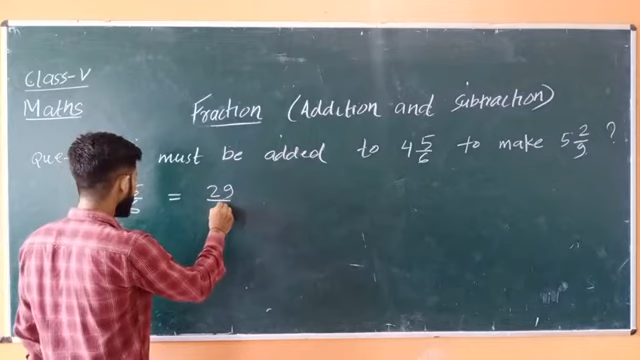 Class-V
Maths
Fraction (Addition and Subtraction)
Que- must be added to 4 5/6 to make 5 2/9 ?
= 29